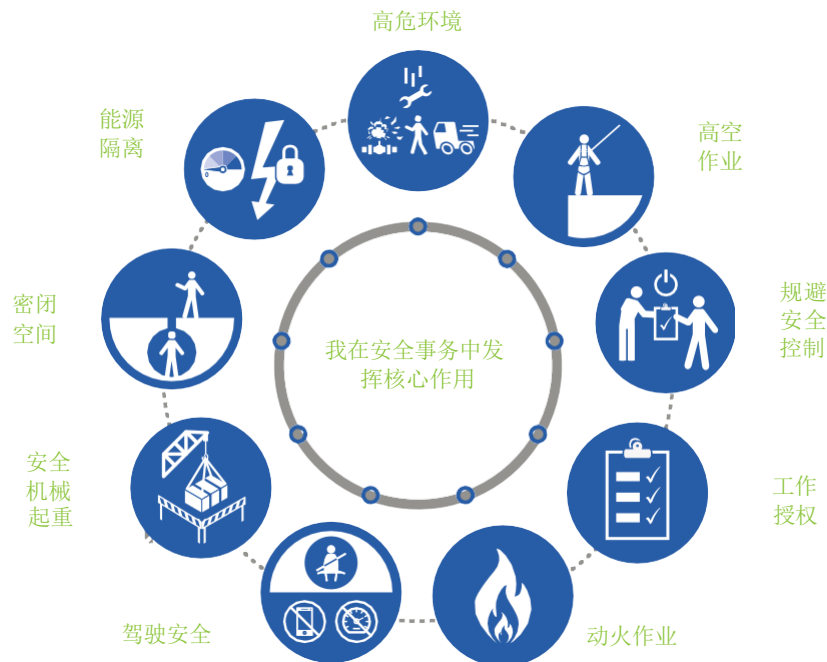 高危环境
高空
作业
规避
安全
控制
工作
授权
动火作业
驾驶安全
安全
机械
起重
密闭
空间
能源
隔离
我在安全事务中发
挥核心作用